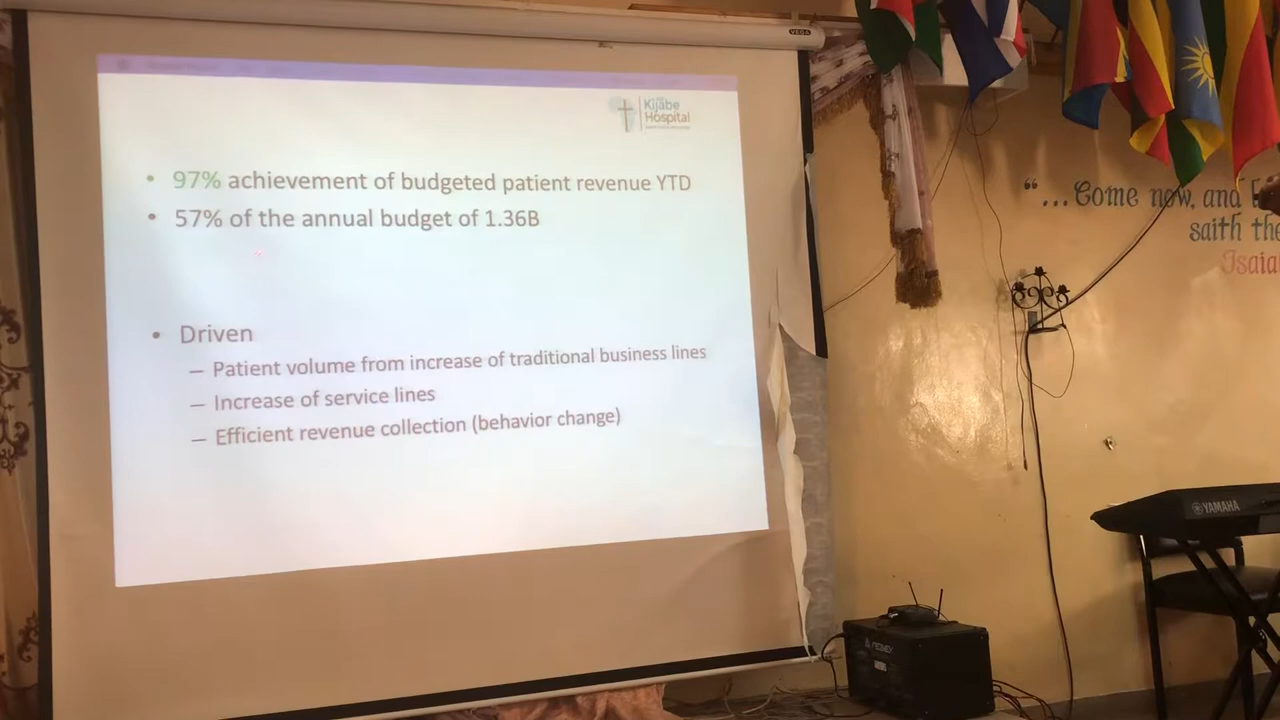 VEGA
Kijabe
Hospital
• 97% achievement of budgeted patient revenue YTD
• 57% of the annual budget of 1.36B
• Driven
– Patient volume from increase of traditional business lines
– Increase of service lines
– Efficient revenue collection (behavior change)
“...Come now, and
saith the
Isaia
YAMAHA